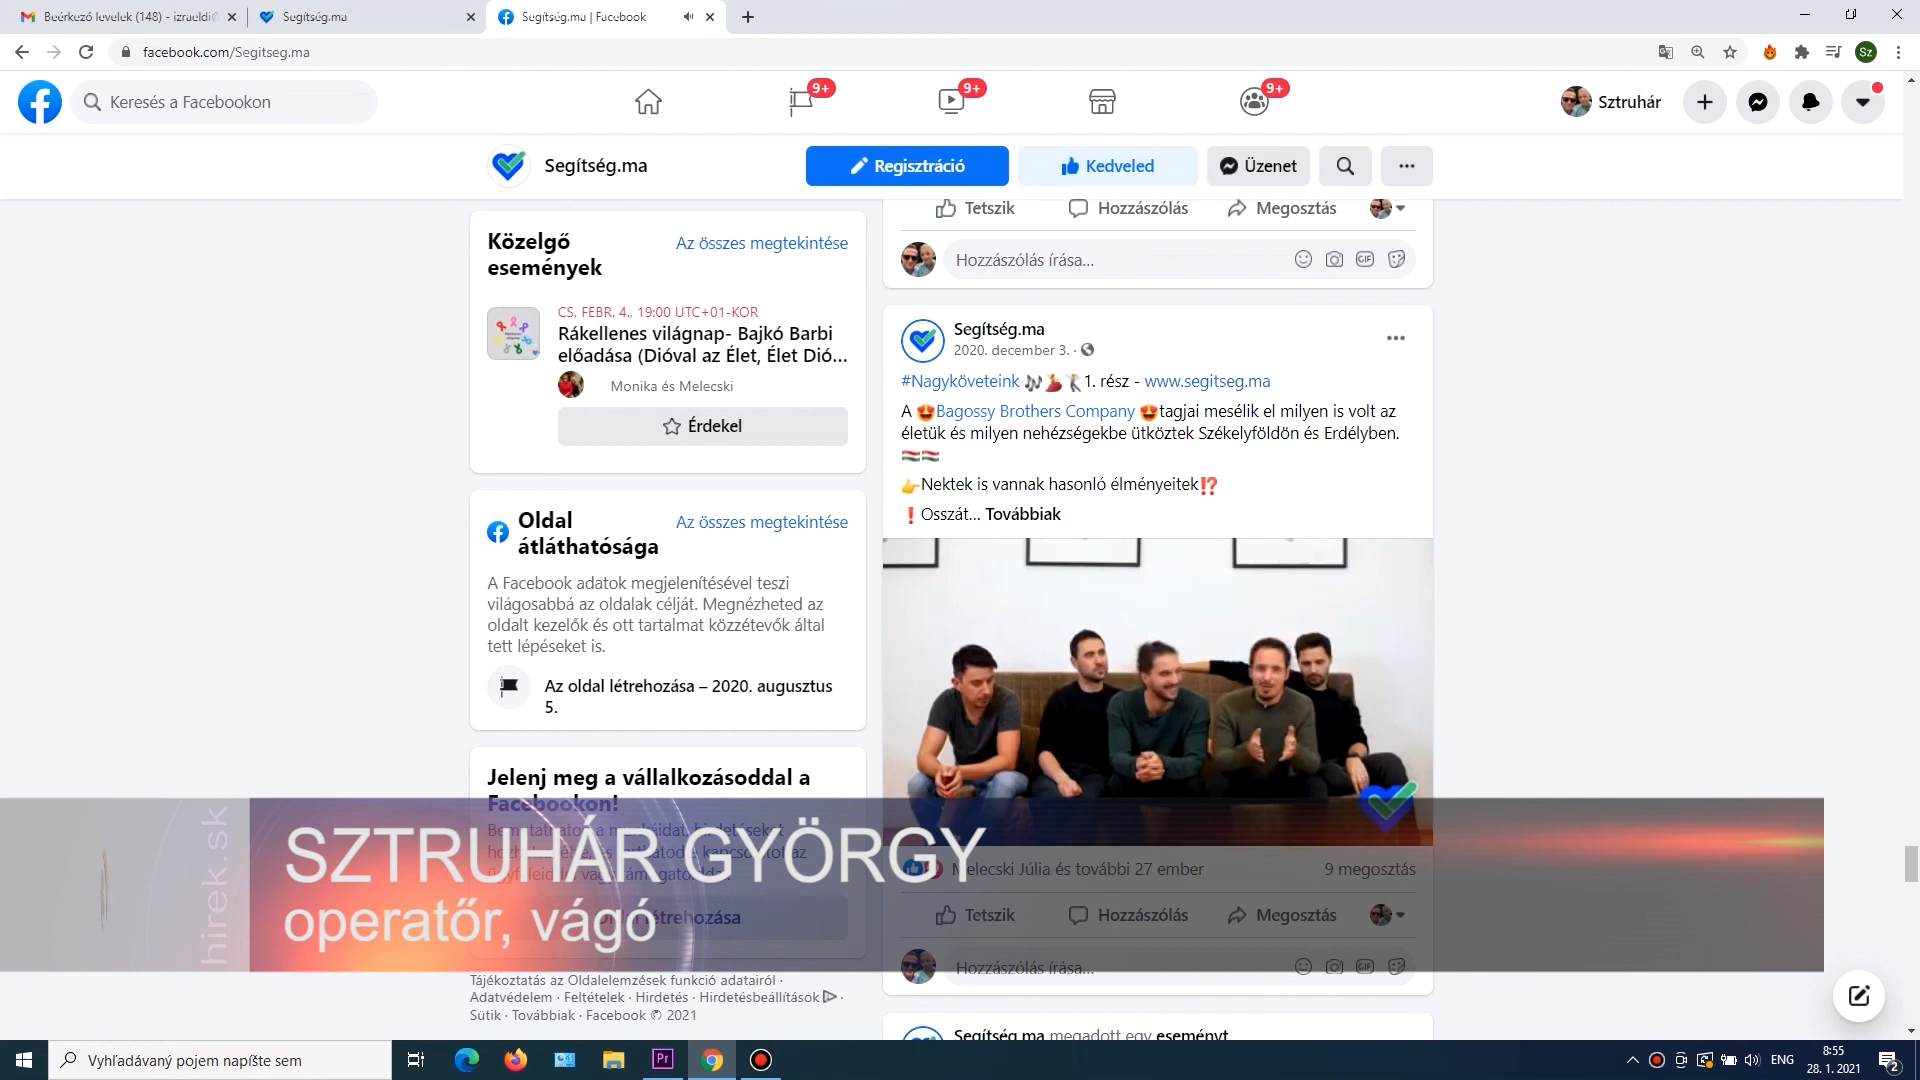 Beérkező levelek (148) - izraeldi
Segítség.ma
Segítség.ma | Facebook
facebook.com/Segitseg.ma
Sz
Keresés a Facebookon
9+
9+
9+
Sztruhár
Segítség.ma
Regisztráció
Kedveled
Üzenet
Közelgő
események
Az összes megtekintése
CS, FEBR. 4., 19:00 UTC+01-KOR
Rákellenes világnap- Bajkó Barbi
előadása (Dióval az Élet, Élet Dió...
Monika és Melecski
Érdekel
Oldal
átláthatósága
Az összes megtekintése
A Facebook adatok megjelenítésével teszi
világosabbá az oldalak célját. Megnézheted az
oldalt kezelők és ott tartalmat közzétevők által
tett lépéseket is.
Az oldal létrehozása – 2020. augusztus
5.
Jelenj meg a vállalkozásoddal a
Facebookon!
Tetszik
Hozzászólás
Megosztás
Hozzászólás írása...
GIF
Segítség.ma
2020. december 3. ·
#Nagyköveteink 🎶💃🕺1. rész - www.segitseg.ma
A 😍Bagossy Brothers Company 😍tagjai mesélik el milyen is volt az
életük és milyen nehézségekbe ütköztek Székelyföldön és Erdélyben.
🇭🇺🇭🇺
👉Nektek is vannak hasonló élményeitek⁉️
❗Osszát... Továbbiak
hirek.sk
SZTRUHÁR GYÖRGY
operatőr, vágó
létrehozása
Melecski Júlia és további 27 ember
9 megosztás
Tetszik
Hozzászólás
Megosztás
Hozzászólás írása...
GIF
Tájékoztatás az Oldalelemzések funkció adatairól ·
Adatvédelem · Feltételek · Hirdetés · Hirdetésbeállítások ·
Sütik · Továbbiak · Facebook © 2021
Segítség.ma megadott egy eseményt
Vyhľadávaný pojem napíšte sem
Pr
ENG
8:55
28. 1. 2021
2